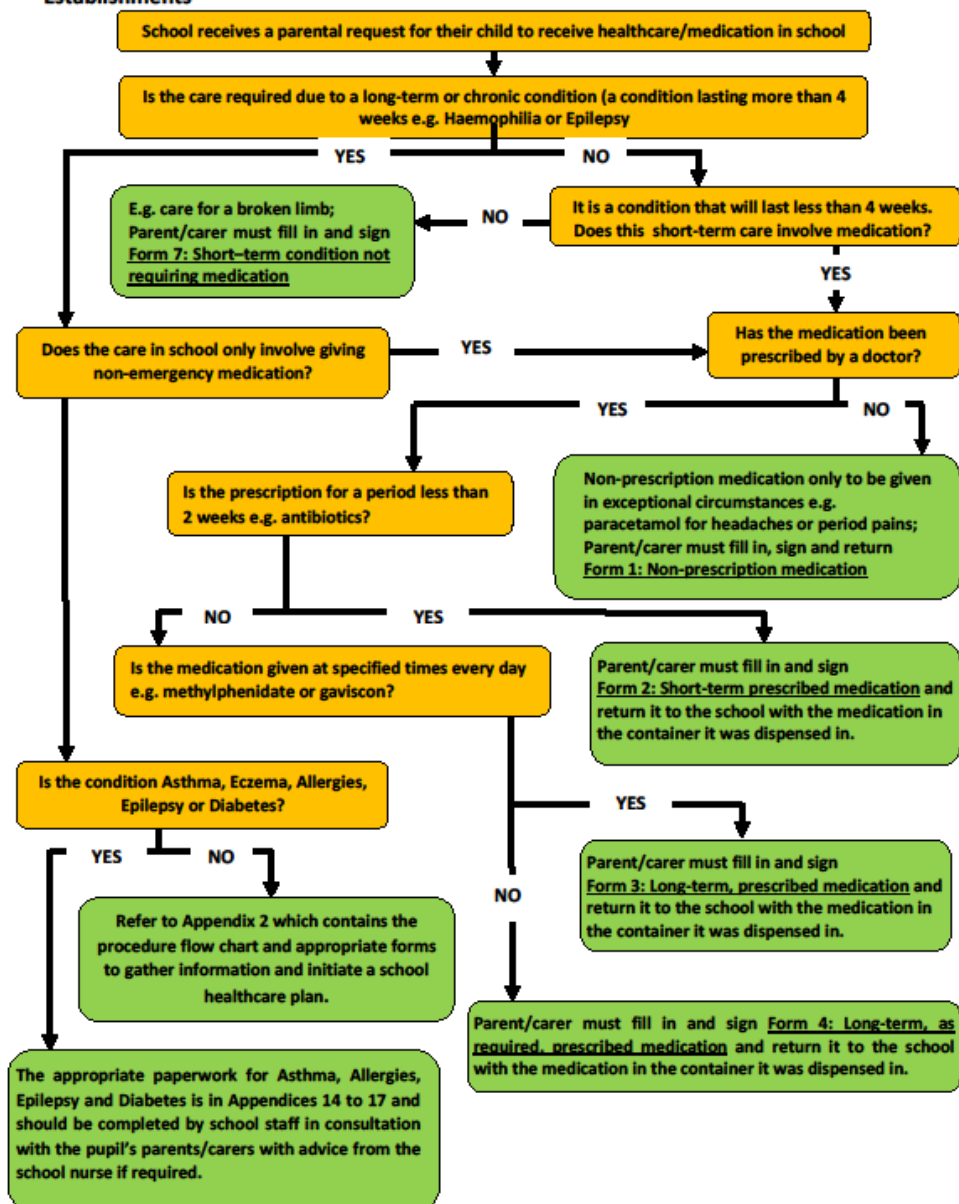 Establishments
School receives a parental request for their child to receive healthcare/medication in school
Is the care required due to a long-term or chronic condition (a condition lasting more than 4
weeks e.g. Haemophilia or Epilepsy
YES
NO
E.g. care for a broken limb;
Parent/carer must fill in and sign
Form 7: Short–term condition not
requiring medication
NO
It is a condition that will last less than 4 weeks.
Does this short-term care involve medication?
YES
Does the care in school only involve giving
non-emergency medication?
YES
Has the medication been
prescribed by a doctor?
YES
NO
Is the prescription for a period less than
2 weeks e.g. antibiotics?
Non-prescription medication only to be given
in exceptional circumstances e.g.
paracetamol for headaches or period pains;
Parent/carer must fill in, sign and return
Form 1: Non-prescription medication
NO
YES
Is the medication given at specified times every day
e.g. methylphenidate or gaviscon?
Parent/carer must fill in and sign
Form 2: Short-term prescribed medication and
return it to the school with the medication in
the container it was dispensed in.
Is the condition Asthma, Eczema, Allergies,
Epilepsy or Diabetes?
YES
YES
NO
NO
Parent/carer must fill in and sign
Form 3: Long-term, prescribed medication and
return it to the school with the medication in
the container it was dispensed in.
Refer to Appendix 2 which contains the
procedure flow chart and appropriate forms
to gather information and initiate a school
healthcare plan.
Parent/carer must fill in and sign Form 4: Long-term, as
required, prescribed medication and return it to the school
with the medication in the container it was dispensed in.
The appropriate paperwork for Asthma, Allergies,
Epilepsy and Diabetes is in Appendices 14 to 17 and
should be completed by school staff in consultation
with the pupil's parents/carers with advice from the
school nurse if required.